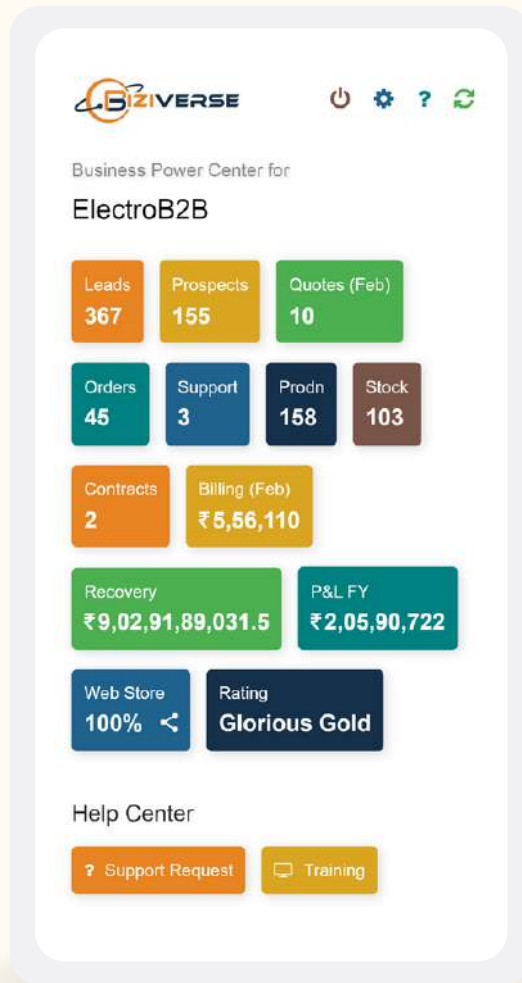 BIZIVERSE
?
Business Power Center for
ElectroB2B
Leads Prospects Quotes (Feb)
367 155 10
Orders Support Prodn Stock
45 3 158 103
Contracts Billing (Feb)
2 ₹5,56,110
Recovery P&L FY
₹9,02,91,89,031.5 ₹2,05,90,722
Web Store Rating
100% Glorious Gold
Help Center
? Support Request Training